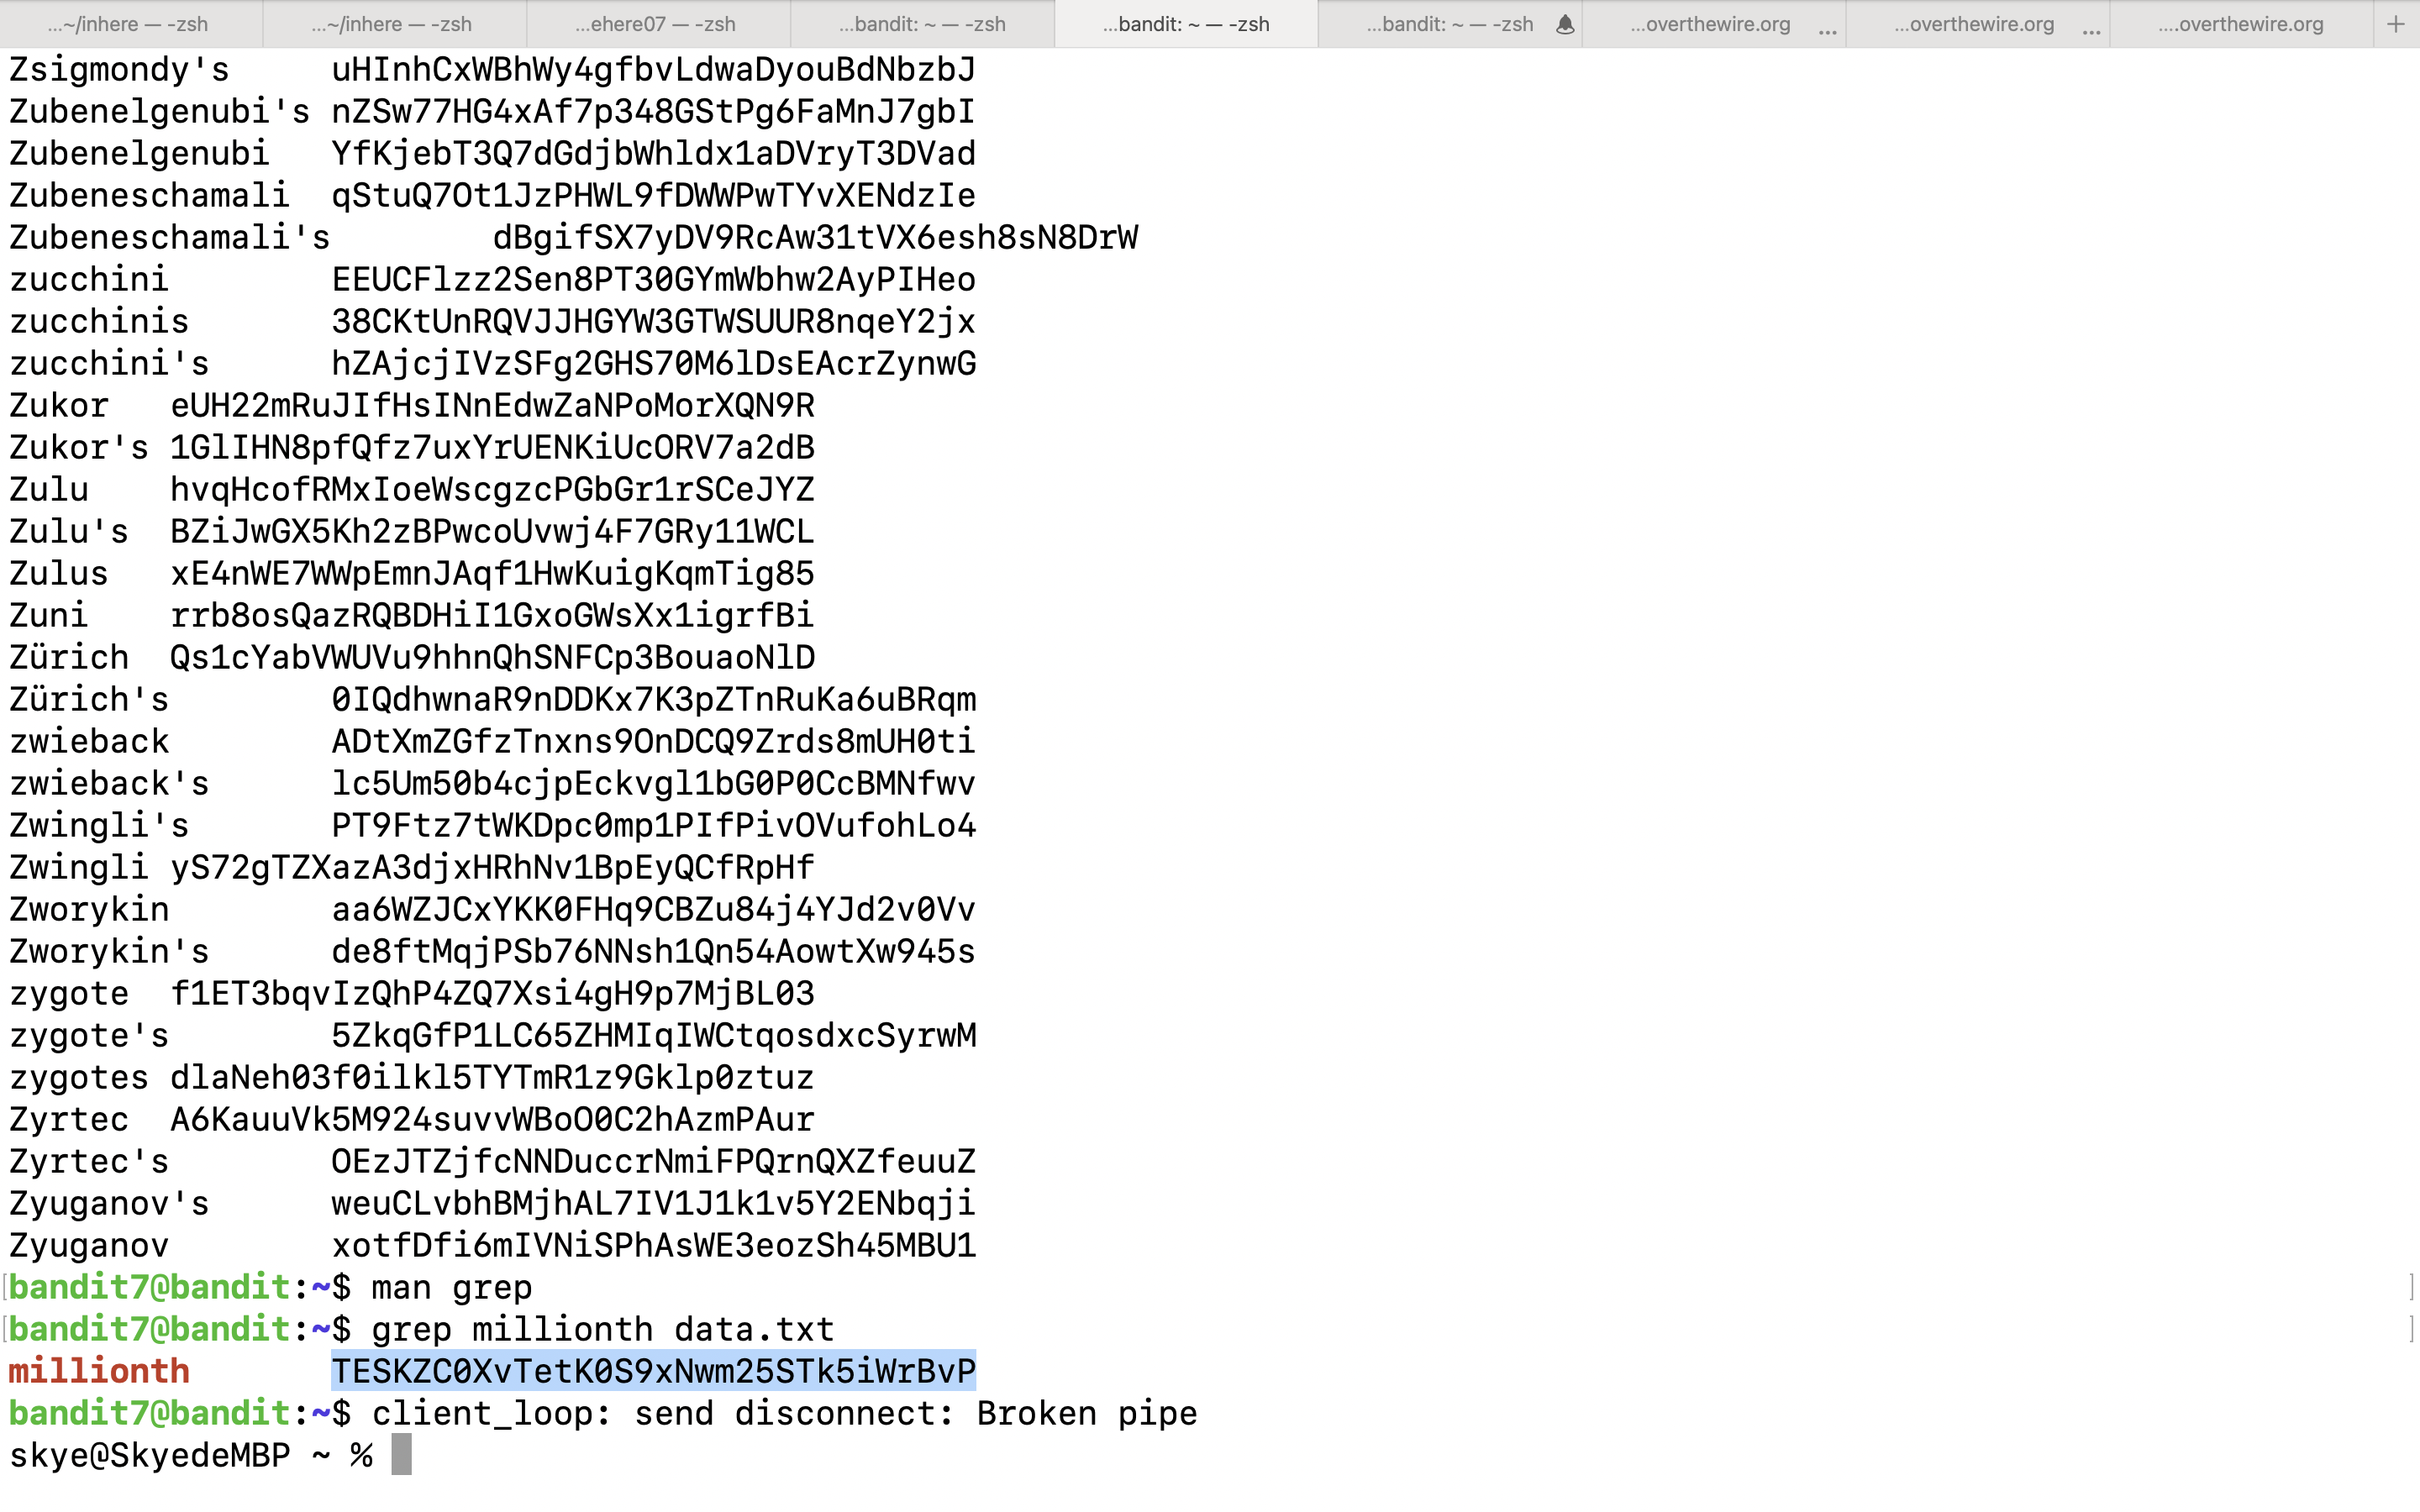 ...~/inhere — -zsh ...~/inhere — -zsh ...ehere07 — -zsh ...bandit: ~ — -zsh ...bandit: ~ — -zsh ...bandit: ~ — -zsh ...overthewire.org ... ...overthewire.org ... ....overthewire.org +
Zsigmondy's uHInhCxWBhWy4gfbvLdwaDyouBdNbzbJ
Zubenelgenubi's nZSw77HG4xAf7p348GStPg6FaMnJ7gbI
Zubenelgenubi YfKjebT3Q7dGdjbWhldx1aDVryT3DVad
Zubeneschamali qStuQ7Ot1JzPHWL9fDWWPwTYvXENdzIe
Zubeneschamali's dBgifSX7yDV9RcAw31tVX6esh8sN8DrW
zucchini EEUCFlzz2Sen8PT30GYmWbhw2AyPIHeo
zucchinis 38CKtUnRQVJJHGYW3GTWSUUR8nqeY2jx
zucchini's hZAjcjIVzSFg2GHS70M6lDsEAcrZynwG
Zukor eUH22mRuJIfHsINnEdwZaNPoMorXQN9R
Zukor's 1GlIHN8pfQfz7uxYrUENKiUcORV7a2dB
Zulu hvqHcofRMxIoeWscgzcPGbGr1rSCeJYZ
Zulu's BZiJwGX5Kh2zBPwcoUvwj4F7GRy11WCL
Zulus xE4nWE7WWpEmnJAqf1HwKuigKqmTig85
Zuni rrb8osQazRQBDHiI1GxoGWsXx1igrfBi
Zürich Qs1cYabVWUVu9hhnQhSNFCp3BouaoNlD
Zürich's 0IQdhwnaR9nDDKx7K3pZTnRuKa6uBRqm
zwieback ADtXmZGfzTnxns9OnDCQ9Zrds8mUH0ti
zwieback's lc5Um50b4cjpEckvgl1bG0P0CcBMNfwv
Zwingli's PT9Ftz7tWKDpc0mp1PIfPivOVufohLo4
Zwingli yS72gTZXazA3djxHRhNv1BpEyQCfRpHf
Zworykin aa6WZJCxYKK0FHq9CBZu84j4YJd2v0Vv
Zworykin's de8ftMqjPSb76NNsh1Qn54AowtXw945s
zygote f1ET3bqvIzQhP4ZQ7Xsi4gH9p7MjBL03
zygote's 5ZkqGfP1LC65ZHMIqIWCtqosdxcSyrwM
zygotes dlaNeh03f0ilkl5TYTmR1z9Gklp0ztuz
Zyrtec A6KauuVk5M924suvvWBoO0C2hAzmPAur
Zyrtec's OEzJTZjfcNNDuccrNmiFPQrnQXZfeuuZ
Zyuganov's weuCLvbhBMjhAL7IV1J1k1v5Y2ENbqji
Zyuganov xotfDfi6mIVNiSPhAsWE3eozSh45MBU1
[bandit7@bandit:~$ man grep ]
[bandit7@bandit:~$ grep millionth data.txt ]
millionth TESKZC0XvTetK0S9xNwm25STk5iWrBvP
bandit7@bandit:~$ client_loop: send disconnect: Broken pipe
skye@SkyedeMBP ~ %